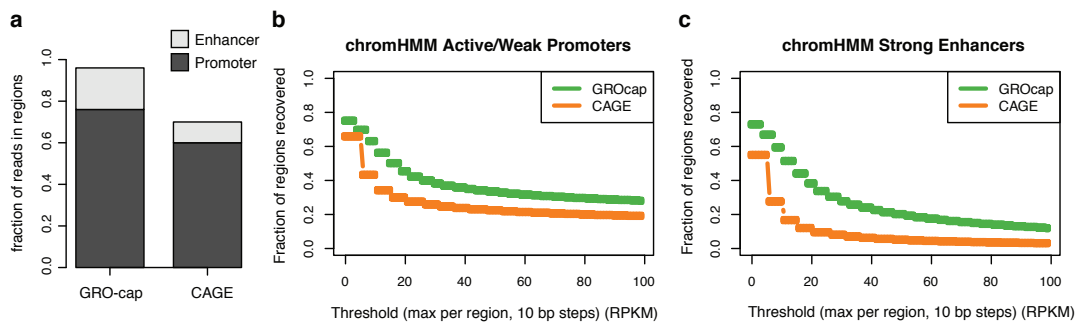 a
Enhancer
Promoter
fraction of reads in regions
0.0 0.2 0.4 0.6 0.8 1.0
GRO-cap CAGE
b
chromHMM Active/Weak Promoters
GROcap
CAGE
Fraction of regions recovered
0.0 0.2 0.4 0.6 0.8 1.0
0 20 40 60 80 100
Threshold (max per region, 10 bp steps) (RPKM)
c
chromHMM Strong Enhancers
GROcap
CAGE
Fraction of regions recovered
0.0 0.2 0.4 0.6 0.8 1.0
0 20 40 60 80 100
Threshold (max per region, 10 bp steps) (RPKM)